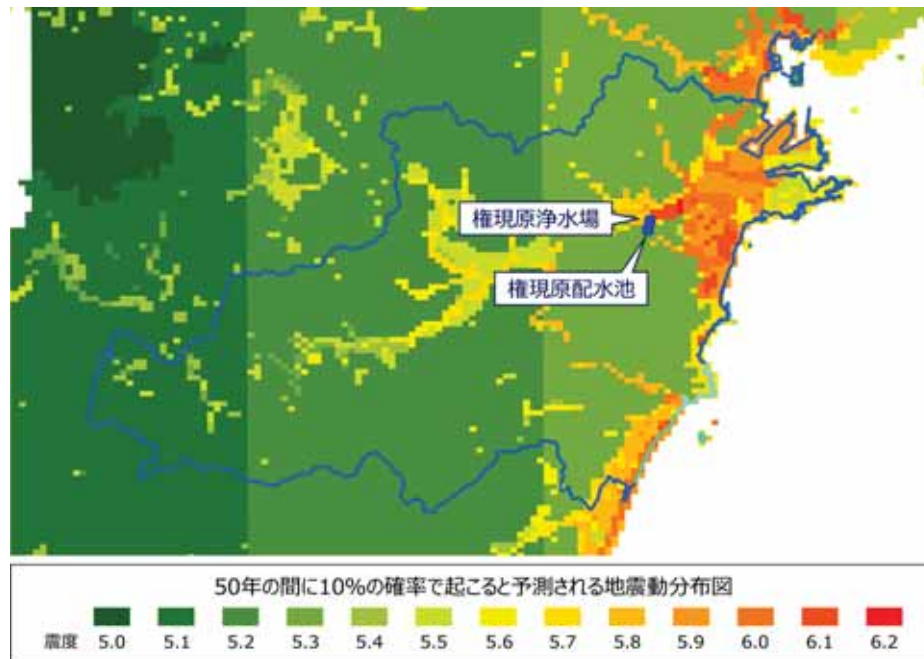 権現原浄水場
権現原配水池
50年の間に10%の確率で起こると予測される地震動分布図
震度 5.0 5.1 5.2 5.3 5.4 5.5 5.6 5.7 5.8 5.9 6.0 6.1 6.2